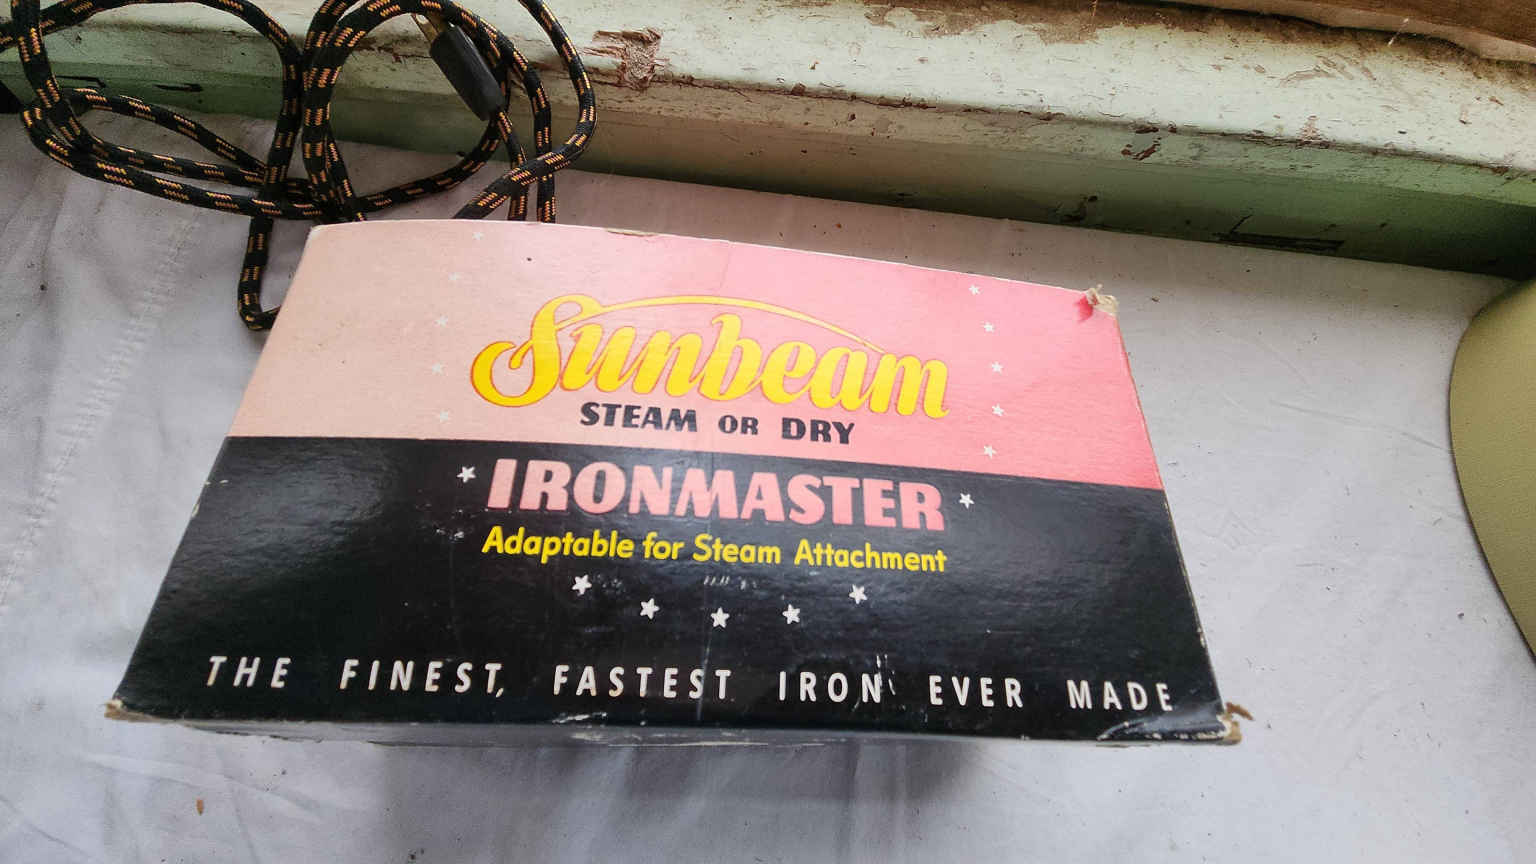 Sunbeam
STEAM OR DRY
IRONMASTER
Adaptable for Steam Attachment
THE FINEST, FASTEST IRON EVER MADE